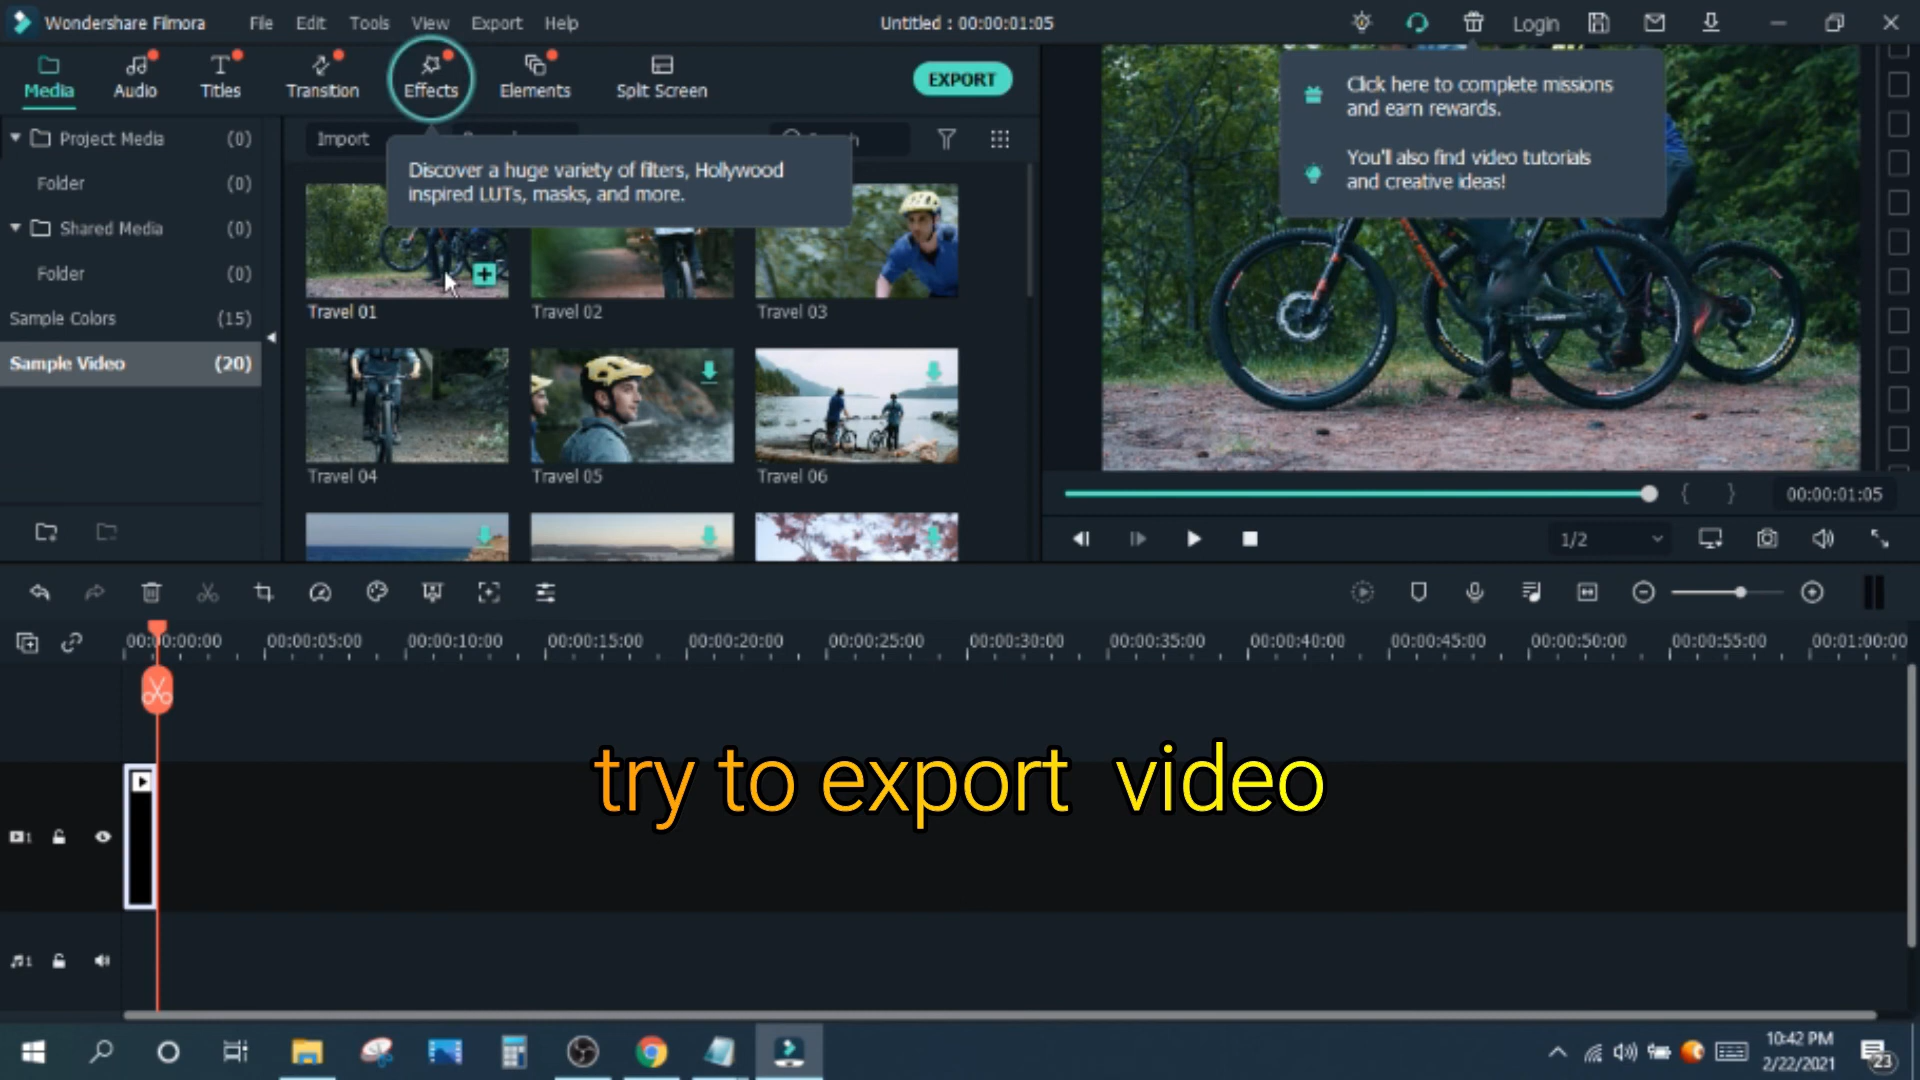 Wondershare Filmora
File
Edit
Tools
View
Export
Help
Untitled : 00:00:01:05
Login
Media
Audio
Titles
Transition
Effects
Elements
Split Screen
EXPORT
Click here to complete missions
and earn rewards.
You'll also find video tutorials
and creative ideas!
Project Media (0)
Folder (0)
Shared Media (0)
Folder (0)
Sample Colors (15)
Sample Video (20)
Import
Discover a huge variety of filters, Hollywood
inspired LUTs, masks, and more.
Travel 01
Travel 02
Travel 03
Travel 04
Travel 05
Travel 06
{ }
00:00:01:05
1/2
00:00:00:00
00:00:05:00
00:00:10:00
00:00:15:00
00:00:20:00
00:00:25:00
00:00:30:00
00:00:35:00
00:00:40:00
00:00:45:00
00:00:50:00
00:00:55:00
00:01:00:00
try to export video
1
1
10:42 PM
2/22/2021
23